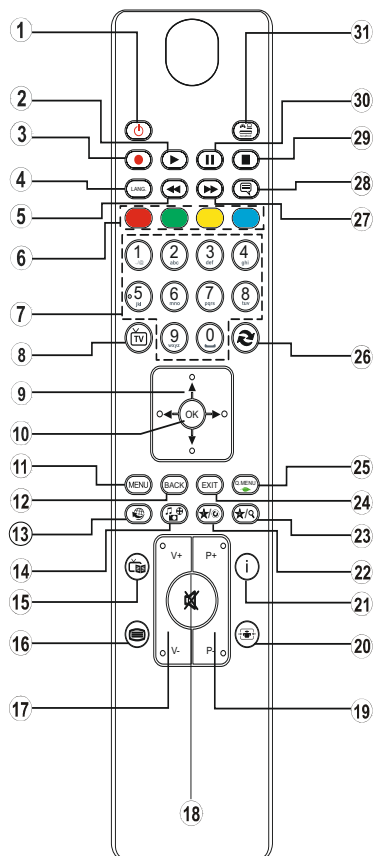 1
31
2
30
3
29
4
LANG.
28
5
27
6
1
2 abc
3 def
4 ghi
7
5 jkl
6 mno
7 pqrs
8 tuv
8
TV
9 wxyz
0
26
9
10
OK
11
MENU
BACK
EXIT
Q.MENU
25
12
24
13
23
14
V+
P+
22
15
i
21
16
20
17
V-
P-
19
18